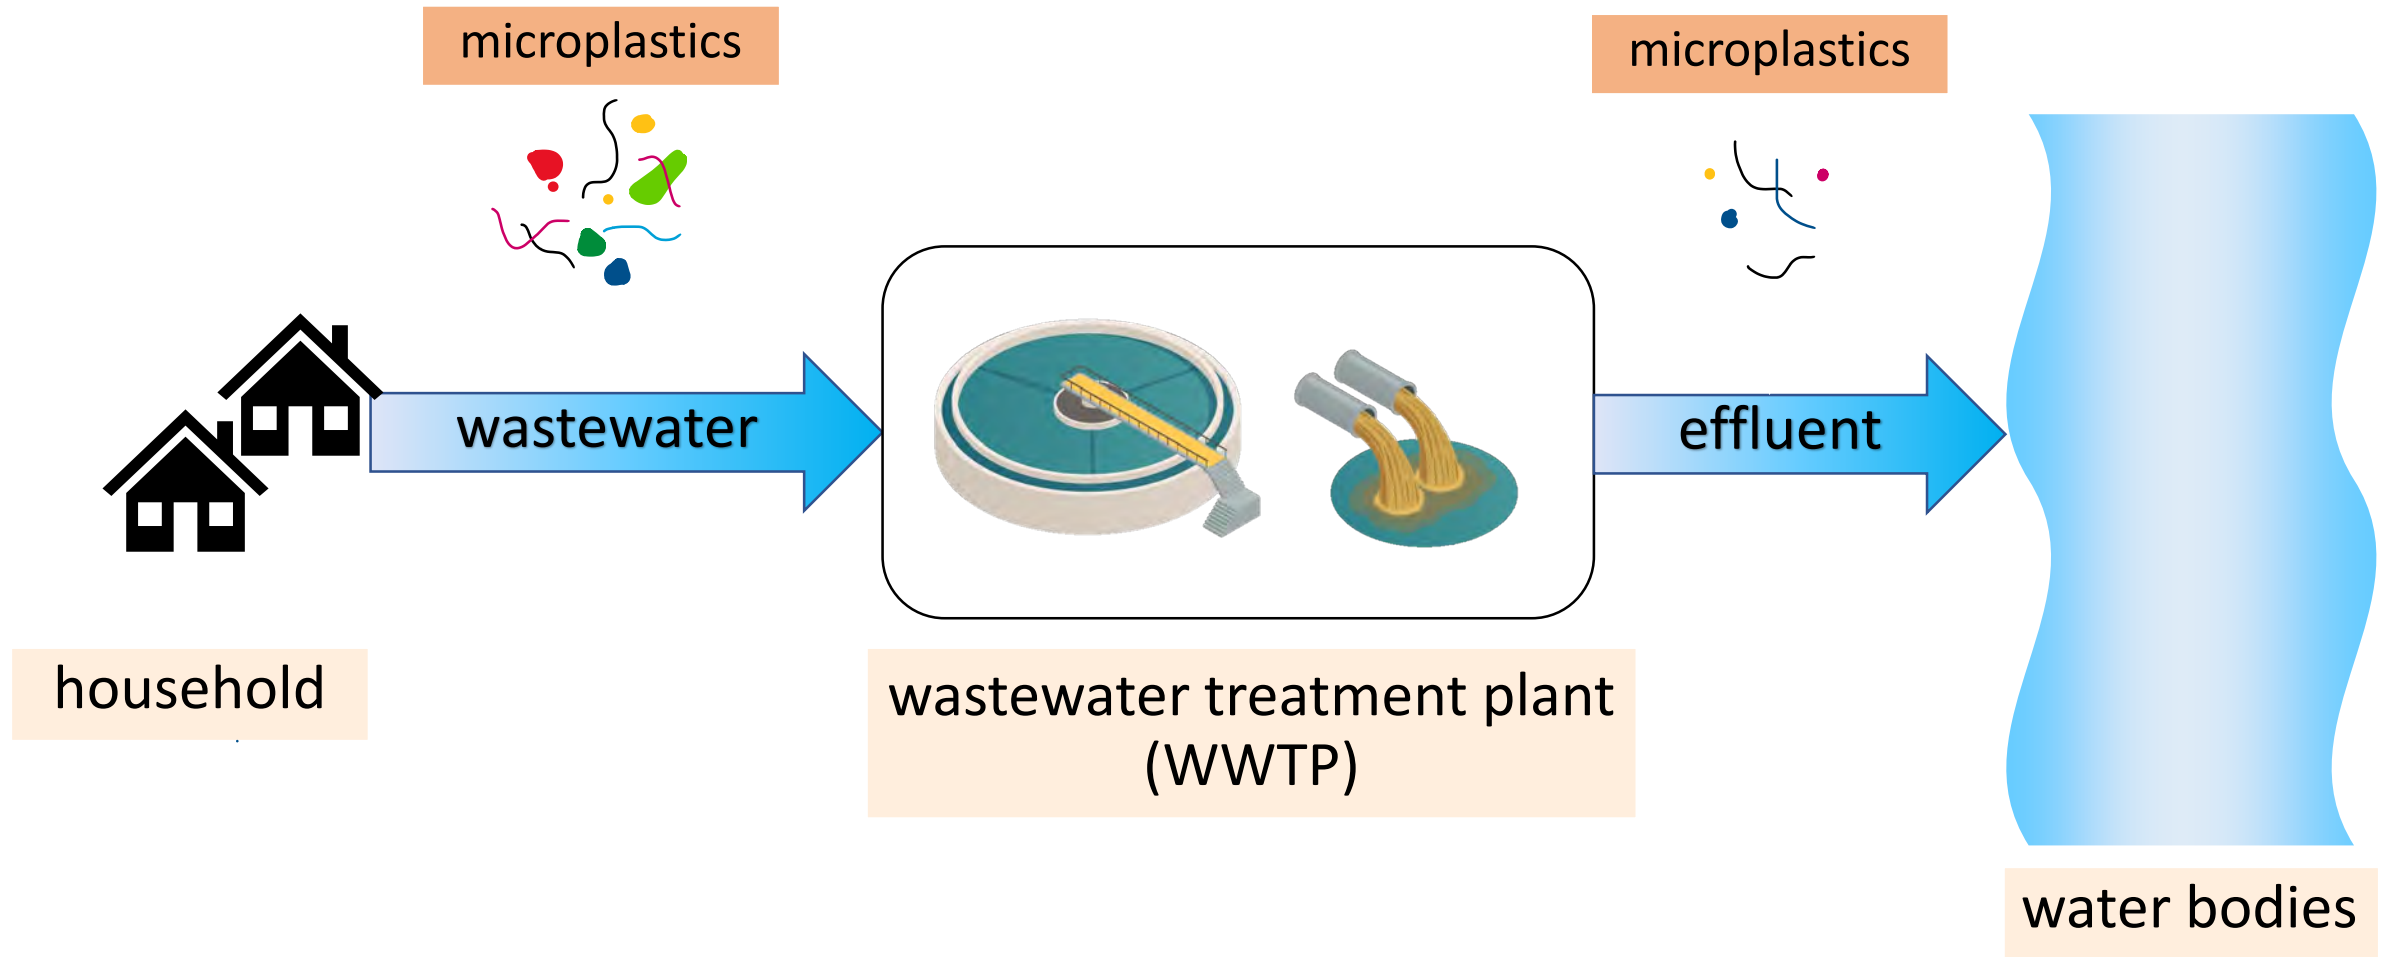 microplastics
microplastics
wastewater
effluent
household
wastewater treatment plant
(WWTP)
water bodies